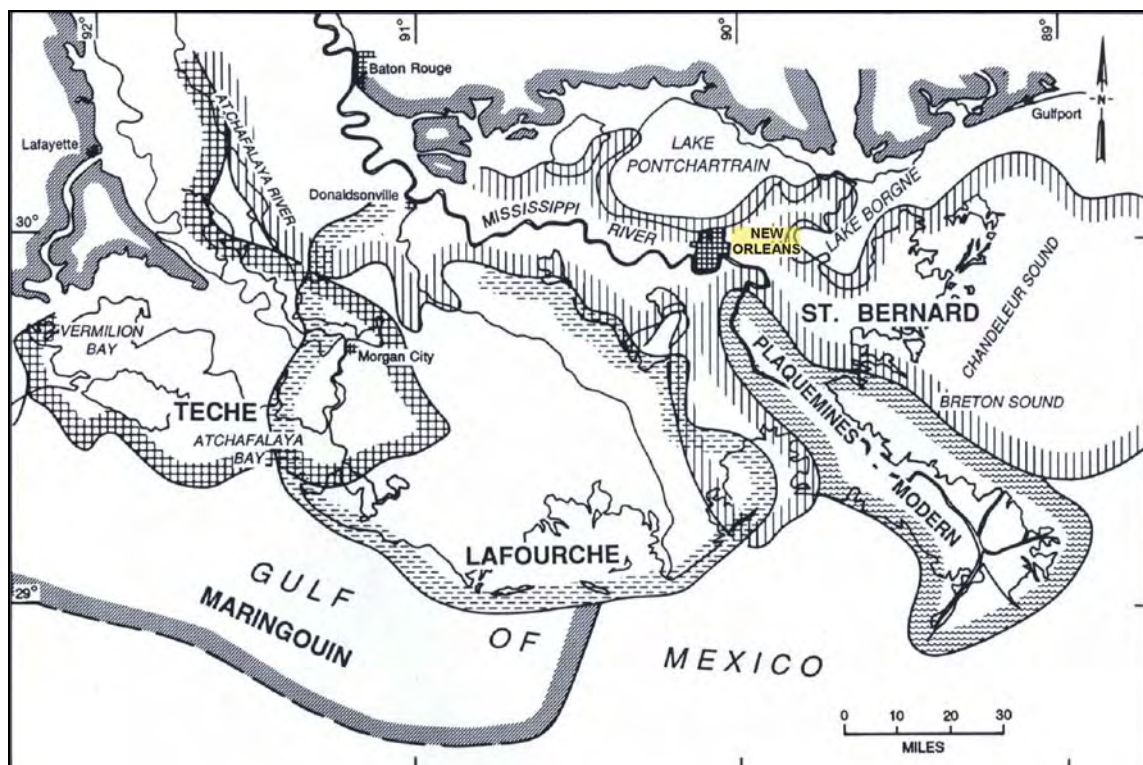 92
91
90
89
Baton Rouge
Gulfport
N
Lafayette
ATCHAFALAYA RIVER
LAKE
PONTCHARTRAIN
Donaldsonville
MISSISSIPPI
RIVER
LAKE BORGNE
30°
NEW
ORLEANS
ST. BERNARD
CHANDELEUR SOUND
VERMILION
BAY
Morgan City
PLAQUEMINES - MODERN
BRETON SOUND
TECHE
ATCHAFALAYA
BAY
LAFOURCHE
29°
GULF
MARINGOUIN
OF
MEXICO
0 10 20 30
MILES